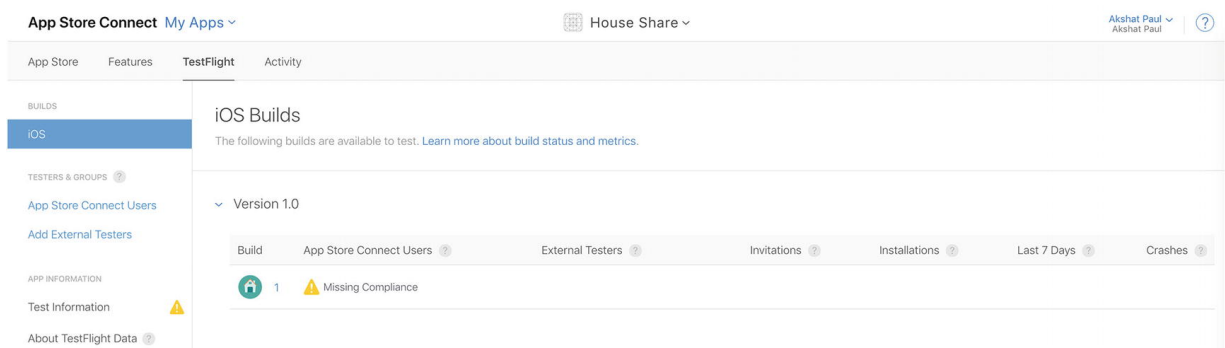 App Store Connect My Apps House Share Akshat Paul
Akshat Paul
?
App Store Features TestFlight Activity
BUILDS
iOS
TESTERS & GROUPS ?
App Store Connect Users
Add External Testers
APP INFORMATION
Test Information
About TestFlight Data ?
iOS Builds
The following builds are available to test. Learn more about build status and metrics.
Version 1.0
Build App Store Connect Users ? External Testers ? Invitations ? Installations ? Last 7 Days ? Crashes ?
1 Missing Compliance